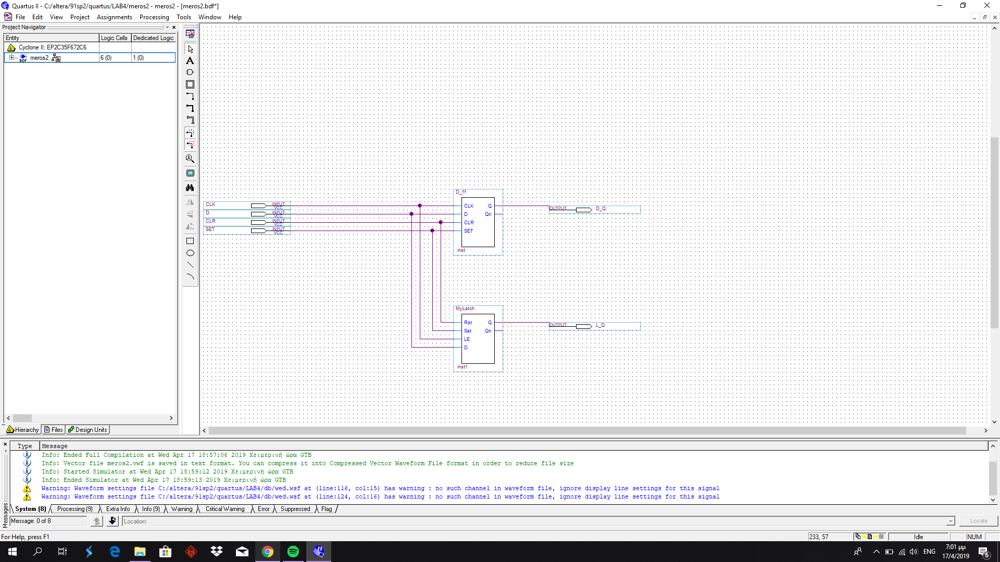 Quartus II - C:/altera/91sp2/quartus/LAB4/meros2 - meros2 - [meros2.bdf*]
File Edit View Project Assignments Processing Tools Window Help
Project Navigator
Entity Logic Cells Dedicated Logic
Cyclone II: EP2C35F672C6
BDF meros2 6 (0) 1 (0)
D_ff
CLK INPUT VCC
D INPUT VCC
CLR INPUT VCC
SET INPUT VCC
CLK Q
D Qn
CLR
SET
inst
OUTPUT D_Q
MyLatch
Rst Q
Set Qn
LE
D
inst1
OUTPUT L_Q
Hierarchy Files Design Units
Type Message
Info: Ended Full Compilation at Wed Apr 17 18:57:06 2019 Χειμερινή ώρα GTB
Info: Vector file meros2.vwf is saved in text format. You can compress it into Compressed Vector Waveform File format in order to reduce file size
Info: Started Simulator at Wed Apr 17 18:59:12 2019 Χειμερινή ώρα GTB
Info: Ended Simulator at Wed Apr 17 18:59:13 2019 Χειμερινή ώρα GTB
Warning: Waveform settings file C:/altera/91sp2/quartus/LAB4/db/wed.wsf at (line:116, col:15) has warning : no such channel in waveform file, ignore display line settings for this signal
Warning: Waveform settings file C:/altera/91sp2/quartus/LAB4/db/wed.wsf at (line:124, col:16) has warning : no such channel in waveform file, ignore display line settings for this signal
System (8) Processing (9) Extra Info Info (9) Warning Critical Warning Error Suppressed Flag
Messages
Message: 0 of 8 Location: Locate
For Help, press F1 233, 57 Idle NUM
ENG 7:01 μμ
17/4/2019
6